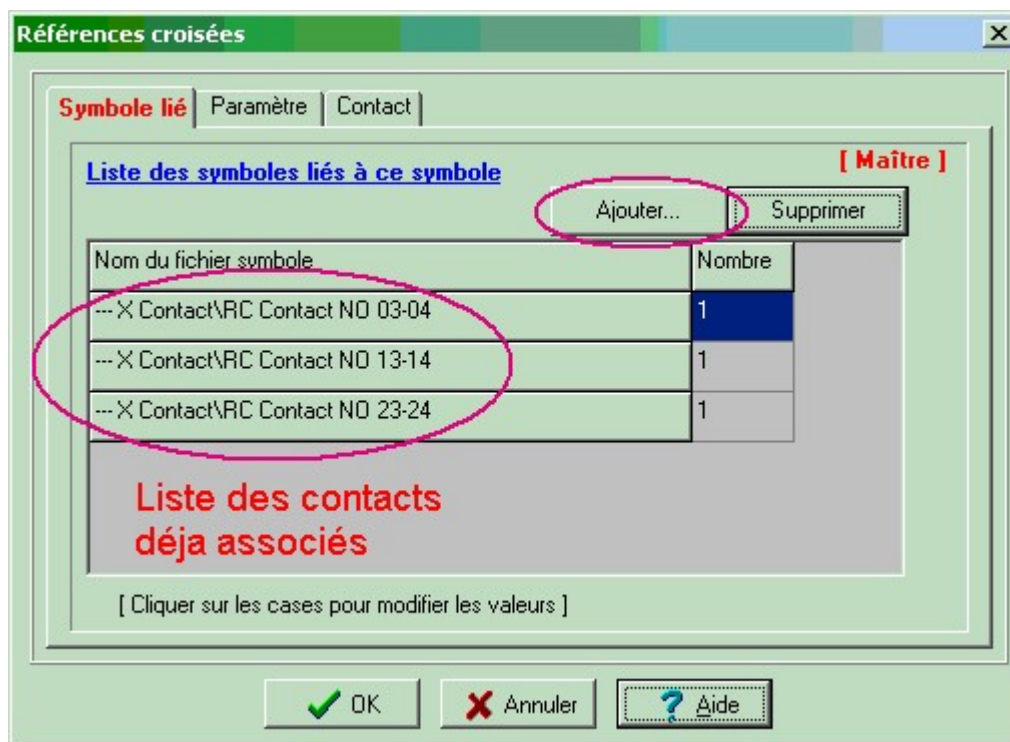 Références croisées
Symbole lié Paramètre Contact
[ Maître ]
Liste des symboles liés à ce symbole
Ajouter... Supprimer
Nom du fichier symbole Nombre
--- X Contact\RC Contact NO 03-04 1
--- X Contact\RC Contact NO 13-14 1
--- X Contact\RC Contact NO 23-24 1
Liste des contacts
déja associés
[ Cliquer sur les cases pour modifier les valeurs ]
OK Annuler Aide